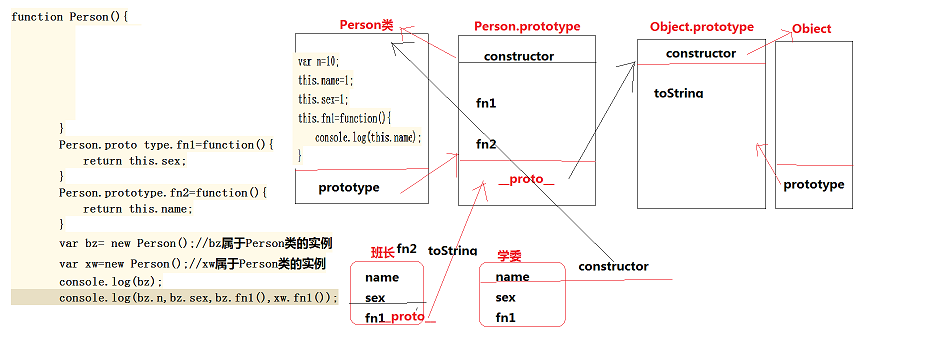 function Person(){
}
Person.proto type.fn1=function(){
return this.sex;
}
Person.prototype.fn2=function(){
return this.name;
}
var bz= new Person();//bz属于Person类的实例
var xw=new Person();//xw属于Person类的实例
console.log(bz);
console.log(bz.n,bz.sex,bz.fn1(),xw.fn1());
Person类
var n=10;
this.name=1;
this.sex=1;
this.fn1=function(){
console.log(this.name);
}
prototype
Person.prototype
constructor
fn1
fn2
__proto__
Object.prototype
constructor
toString
Obiect
prototype
班长
fn2
toString
name
sex
fn1
__proto__
学委
name
sex
fn1
constructor